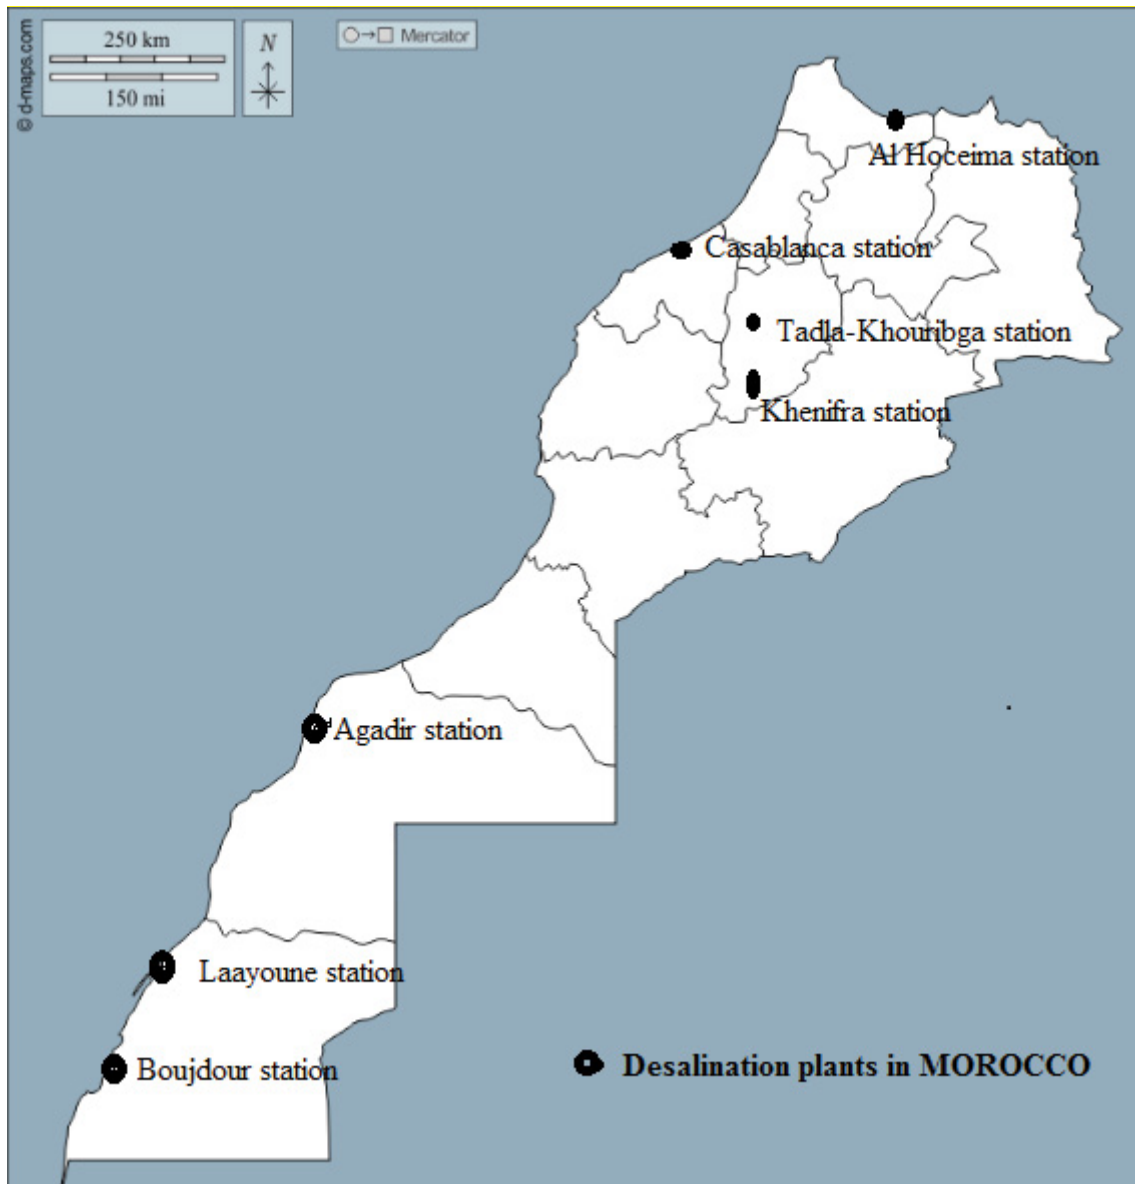 250 km
150 mi
N
→ Mercator
© d-maps.com
Al Hoceima station
Casablanca station
Tadla-Khouribga station
Khenifra station
Agadir station
Laayoune station
Boujdour station
Desalination plants in MOROCCO